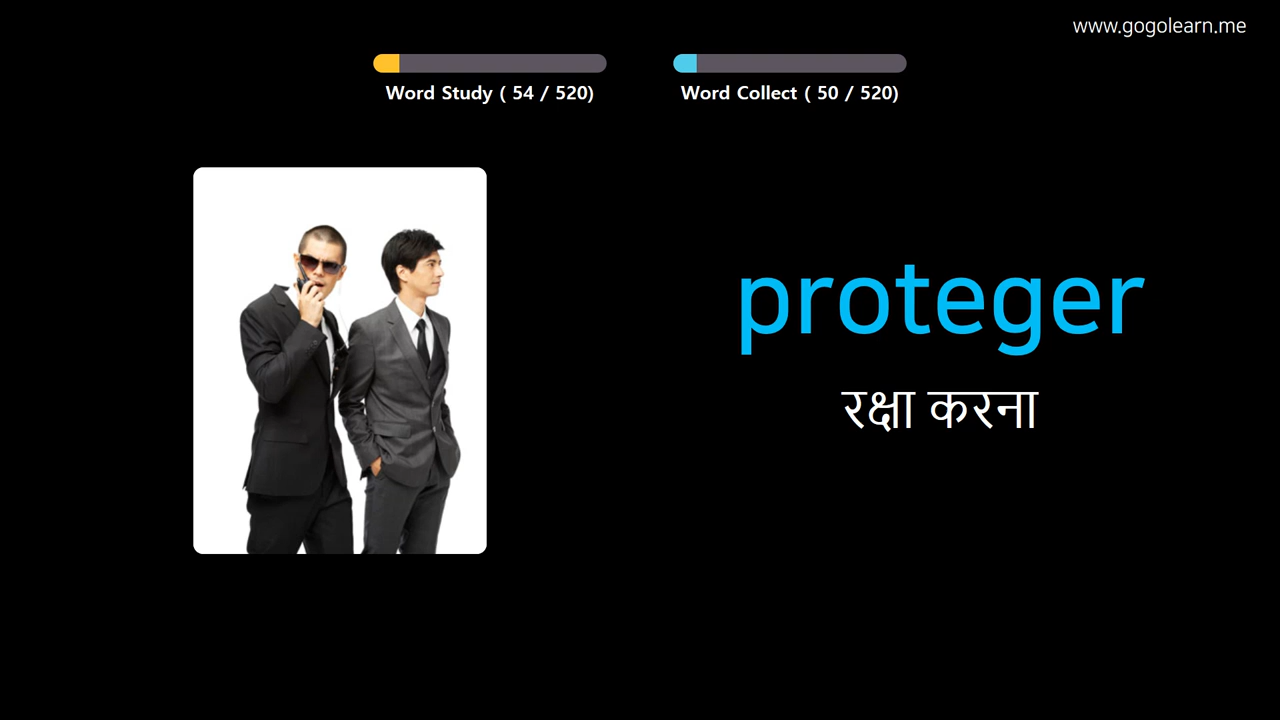 www.gogolearn.me
Word Study ( 54 / 520)
Word Collect ( 50 / 520)
proteger
रक्षा करना